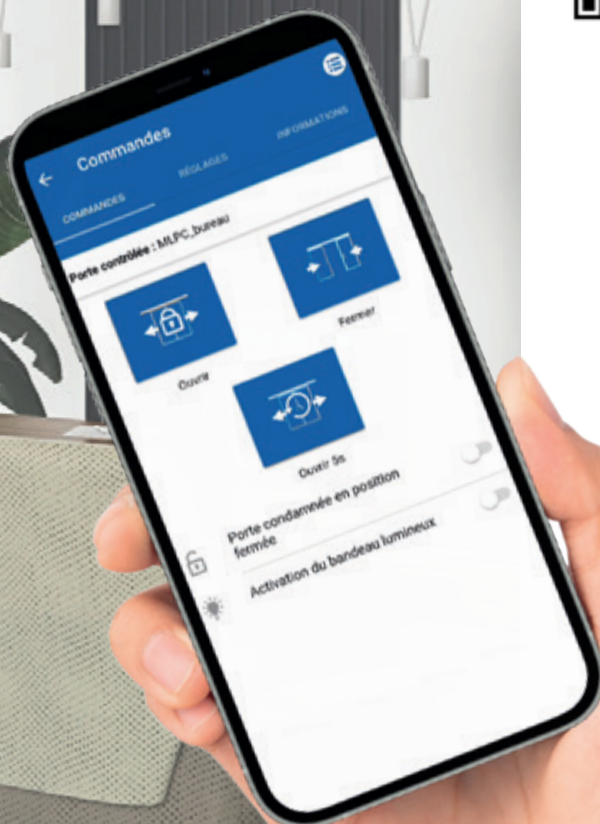 Commandes
COMMANDES
RÉGLAGES
INFORMATIONS
Porte contrôlée : MLPC_bureau
Ouvrir
Fermer
Ouvrir 5s
Porte condamnée en position
fermée
Activation du bandeau lumineux